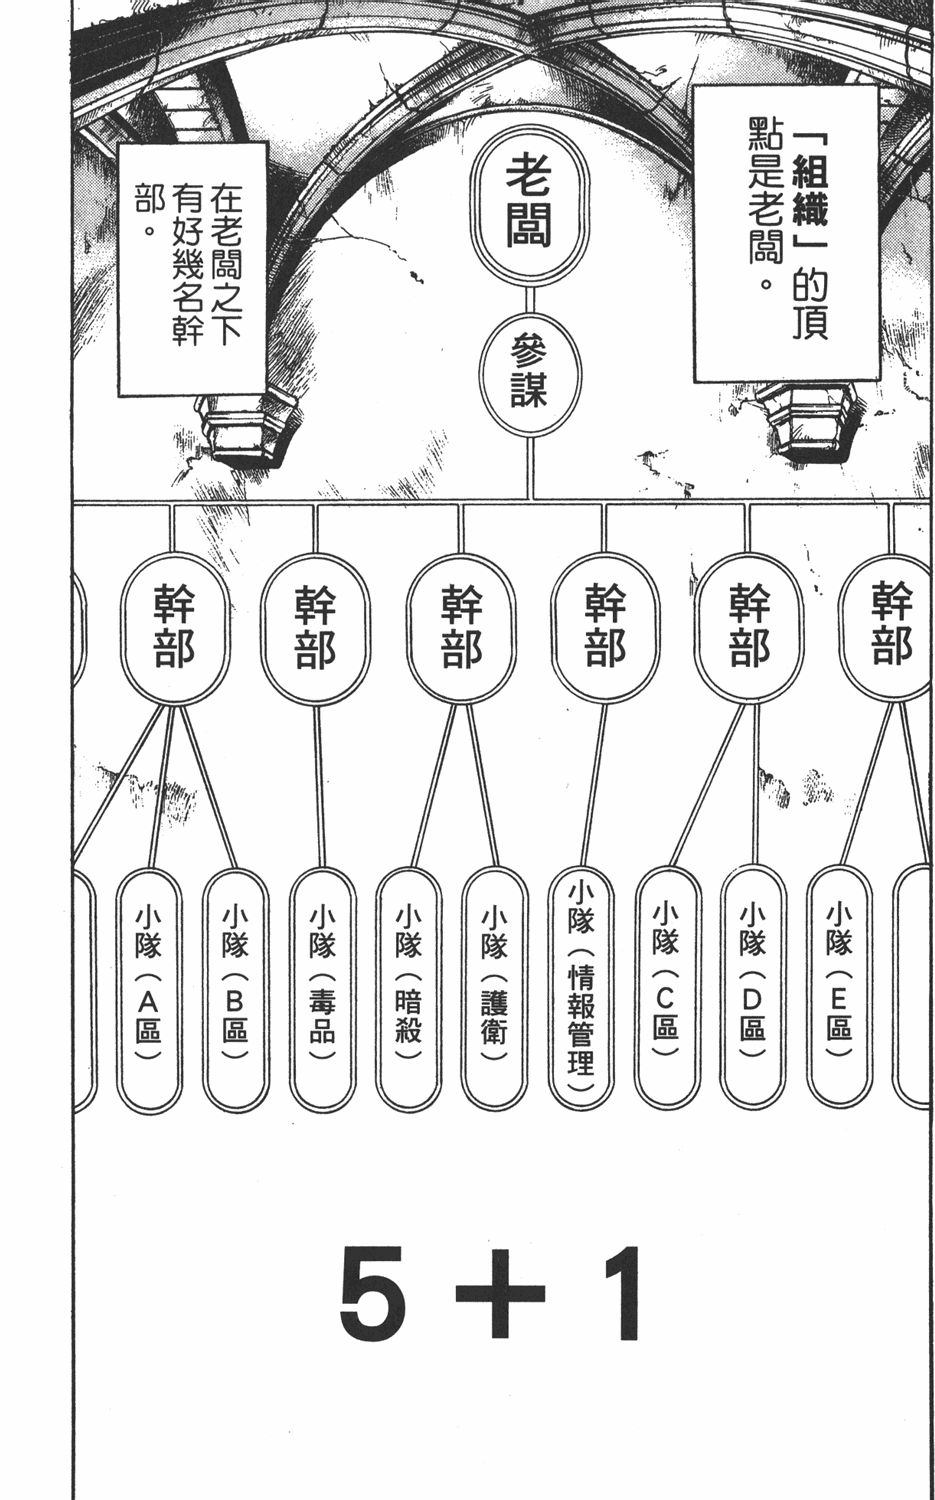 「組織」的頂
點是老闆。
老闆
參謀
在老闆之下
有好幾名幹
部。
幹部
幹部
幹部
幹部
幹部
幹部
小隊(E區)
小隊(D區)
小隊(C區)
小隊(情報管理)
小隊(護衛)
小隊(暗殺)
小隊(毒品)
小隊(B區)
小隊(A區)
5+1